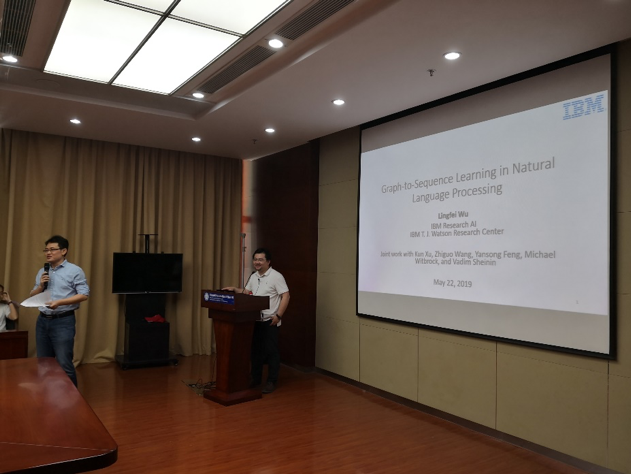 IBM
Graph-to-Sequence Learning in Natural
Language Processing
Lingfei Wu
IBM Research AI
IBM T. J. Watson Research Center
Joint work with Kun Xu, Zhiguo Wang, Yansong Feng, Michael
Witbrock, and Vadim Sheinin
May 22, 2019